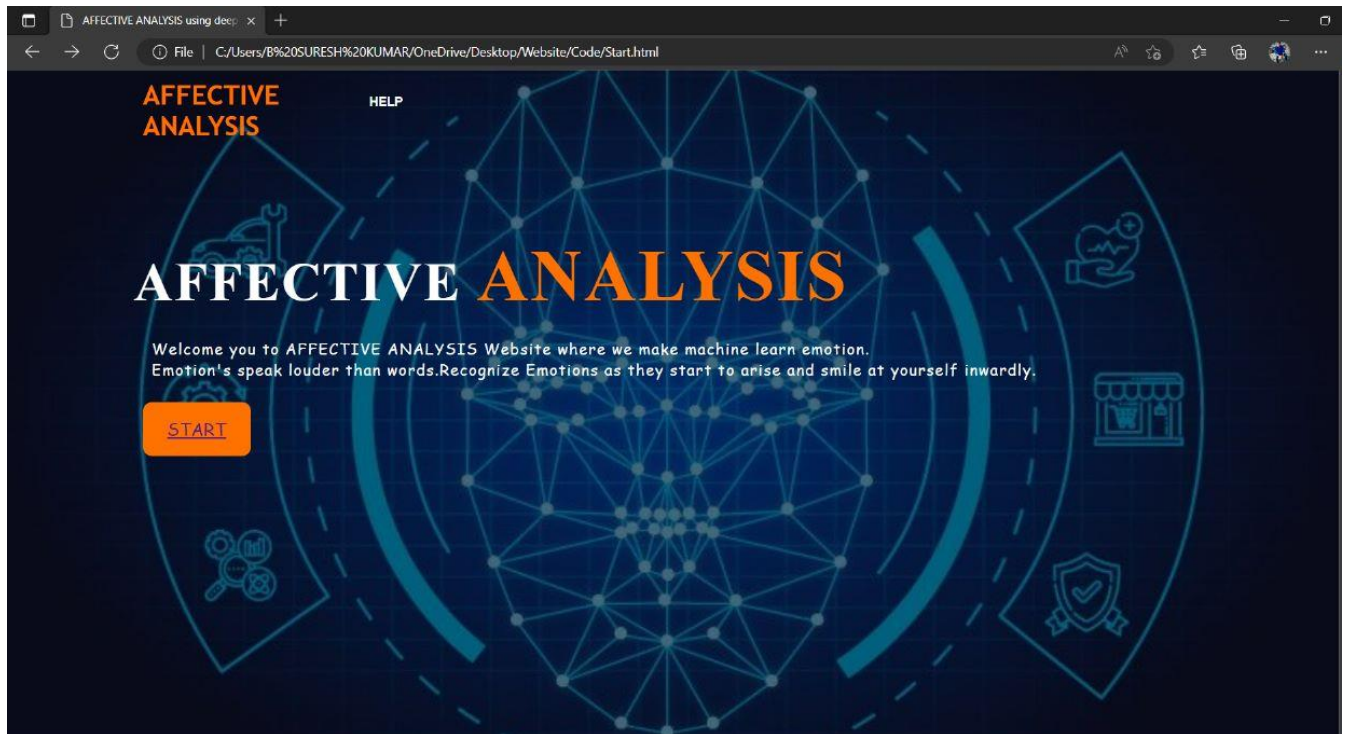 AFFECTIVE ANALYSIS using deep
File | C:/Users/B%20SURESH%20KUMAR/OneDrive/Desktop/Website/Code/Start.html
AFFECTIVE
ANALYSIS
HELP
AFFECTIVE ANALYSIS
Welcome you to AFFECTIVE ANALYSIS Website where we make machine learn emotion.
Emotion's speak louder than words.Recognize Emotions as they start to arise and smile at yourself inwardly.
START